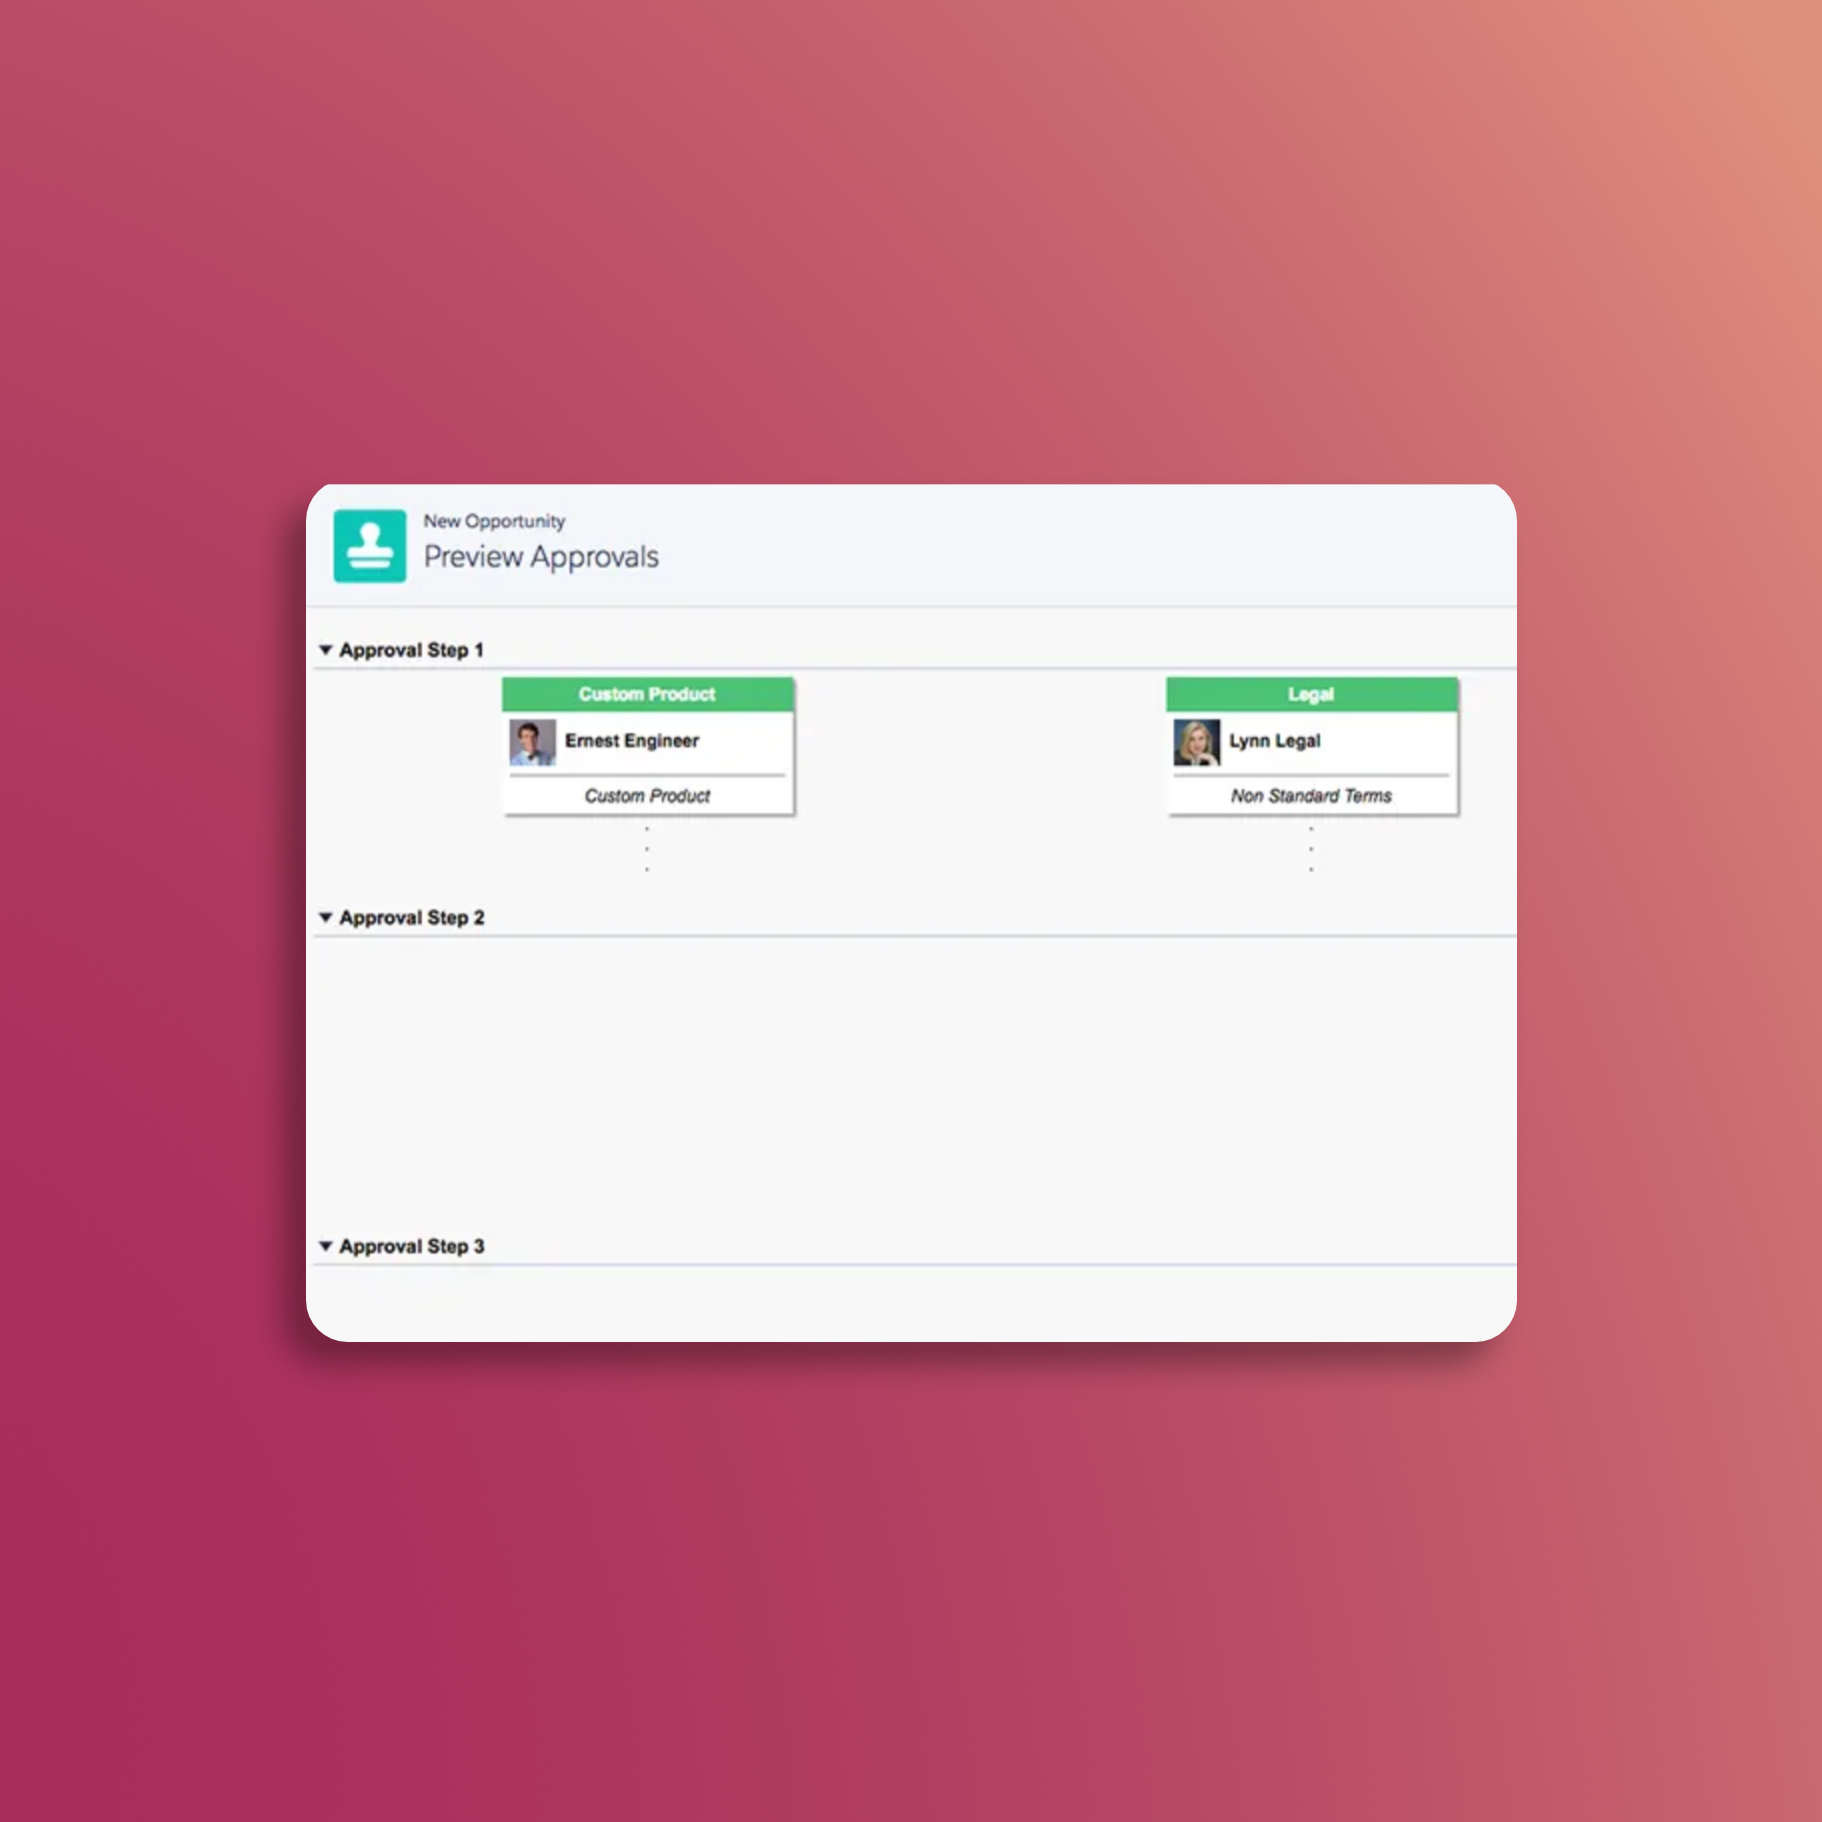 New Opportunity
Preview Approvals
Approval Step 1
Custom Product
Ernest Engineer
Custom Product
Legal
Lynn Legal
Non Standard Terms
Approval Step 2
Approval Step 3